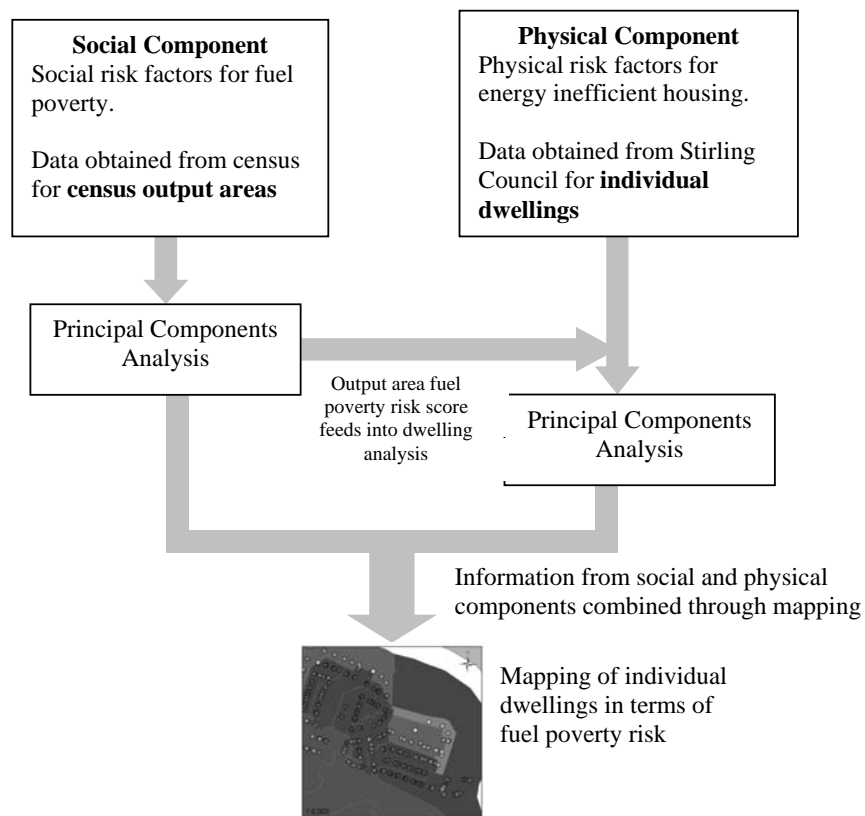 Social Component
Social risk factors for fuel
poverty.
Data obtained from census
for census output areas
Physical Component
Physical risk factors for
energy inefficient housing.
Data obtained from Stirling
Council for individual
dwellings
Principal Components
Analysis
Output area fuel
poverty risk score
feeds into dwelling
analysis
Principal Components
Analysis
Information from social and physical
components combined through mapping
Mapping of individual
dwellings in terms of
fuel poverty risk